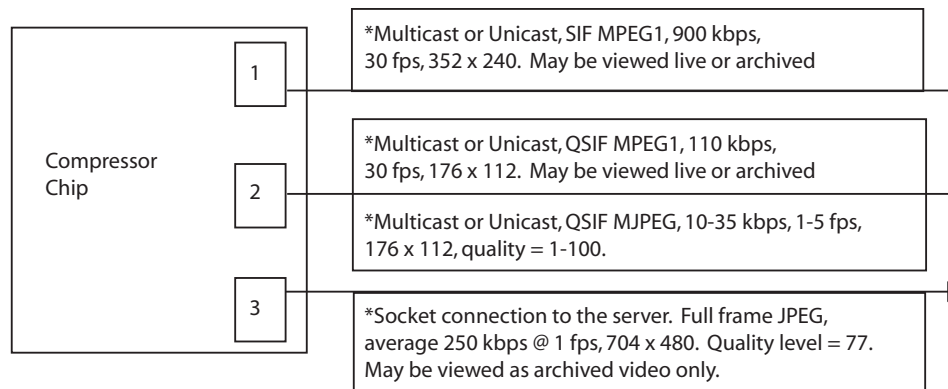 Compressor
Chip
1
*Multicast or Unicast, SIF MPEG1, 900 kbps,
30 fps, 352 x 240. May be viewed live or archived
2
*Multicast or Unicast, QSIF MPEG1, 110 kbps,
30 fps, 176 x 112. May be viewed live or archived
*Multicast or Unicast, QSIF MJPEG, 10-35 kbps, 1-5 fps,
176 x 112, quality = 1-100.
3
*Socket connection to the server. Full frame JPEG,
average 250 kbps @ 1 fps, 704 x 480. Quality level = 77.
May be viewed as archived video only.